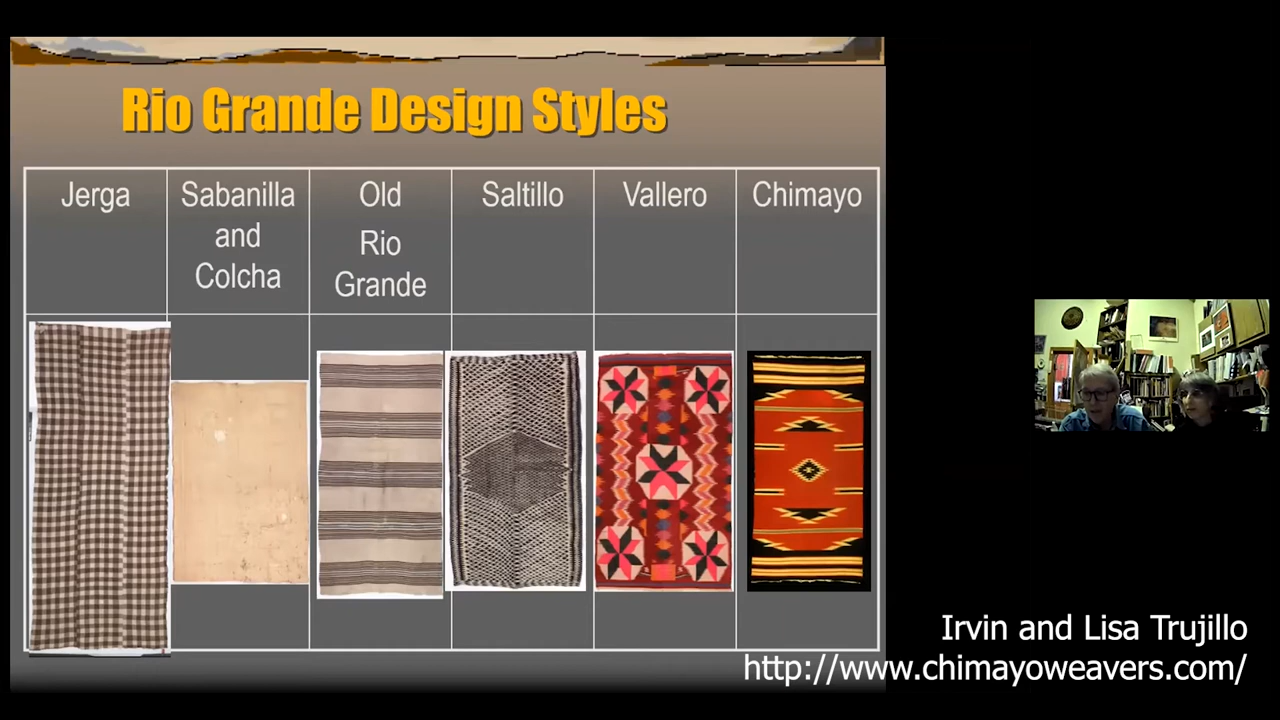 Rio Grande Design Styles
Jerga
Sabanilla
and
Colcha
Old
Rio
Grande
Saltillo
Vallero
Chimayo
Irvin and Lisa Trujillo
http://www.chimayoweavers.com/